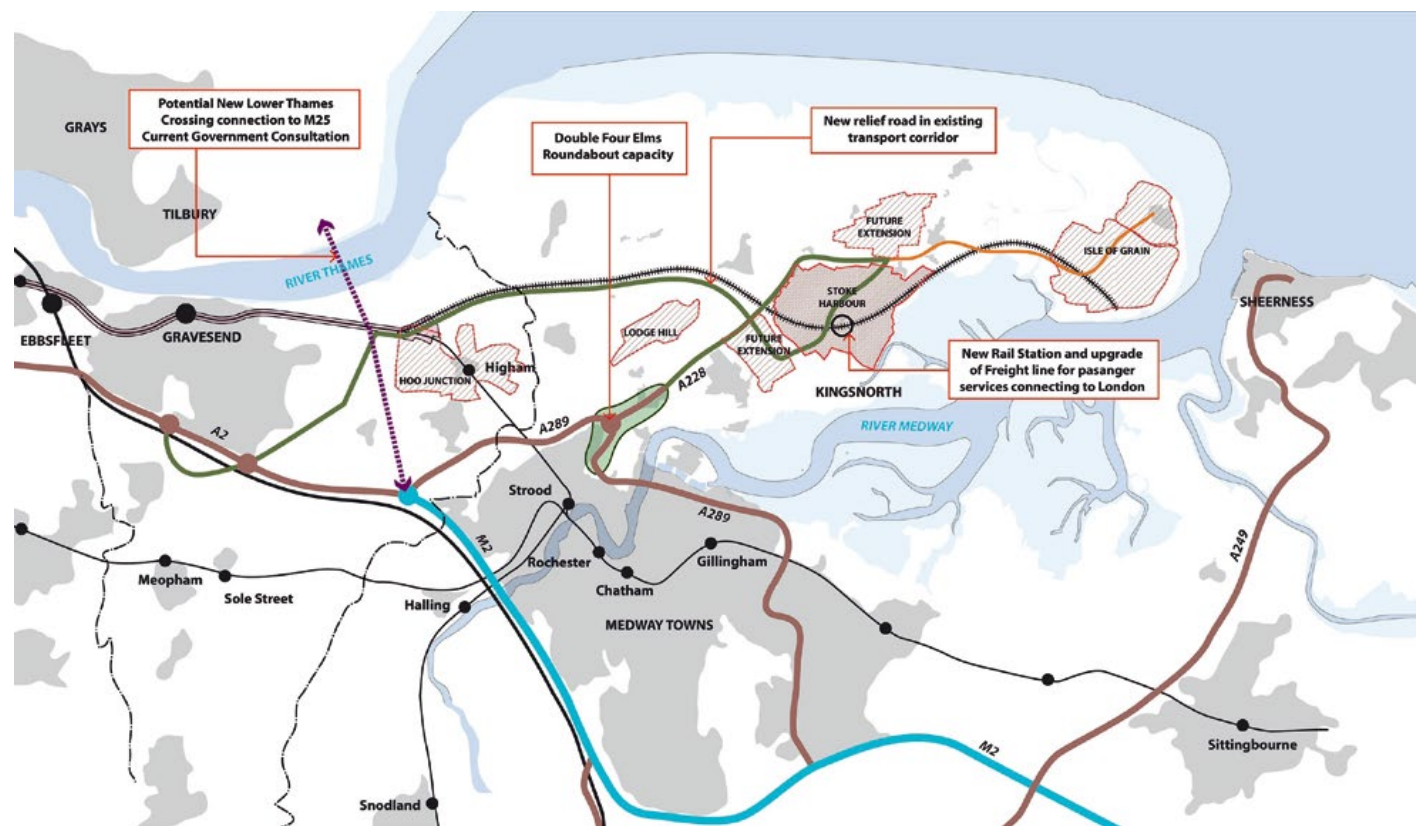 Potential New Lower Thames
Crossing connection to M25
Current Government Consultation
GRAYS
TILBURY
RIVER THAMES
Double Four Elms
Roundabout capacity
New relief road in existing
transport corridor
FUTURE
EXTENSION
ISLE OF GRAIN
STOKE
HARBOUR
SHEERNESS
EBBSFLEET
GRAVESEND
LODGE HILL
FUTURE
EXTENSION
Higham
HOO JUNCTION
A228
KINGSNORTH
New Rail Station and upgrade
of Freight line for pasanger
services connecting to London
A2
A289
RIVER MEDWAY
Strood
A289
M2
Rochester
Gillingham
A249
Meopham
Sole Street
Chatham
Halling
MEDWAY TOWNS
M2
Sittingbourne
Snodland